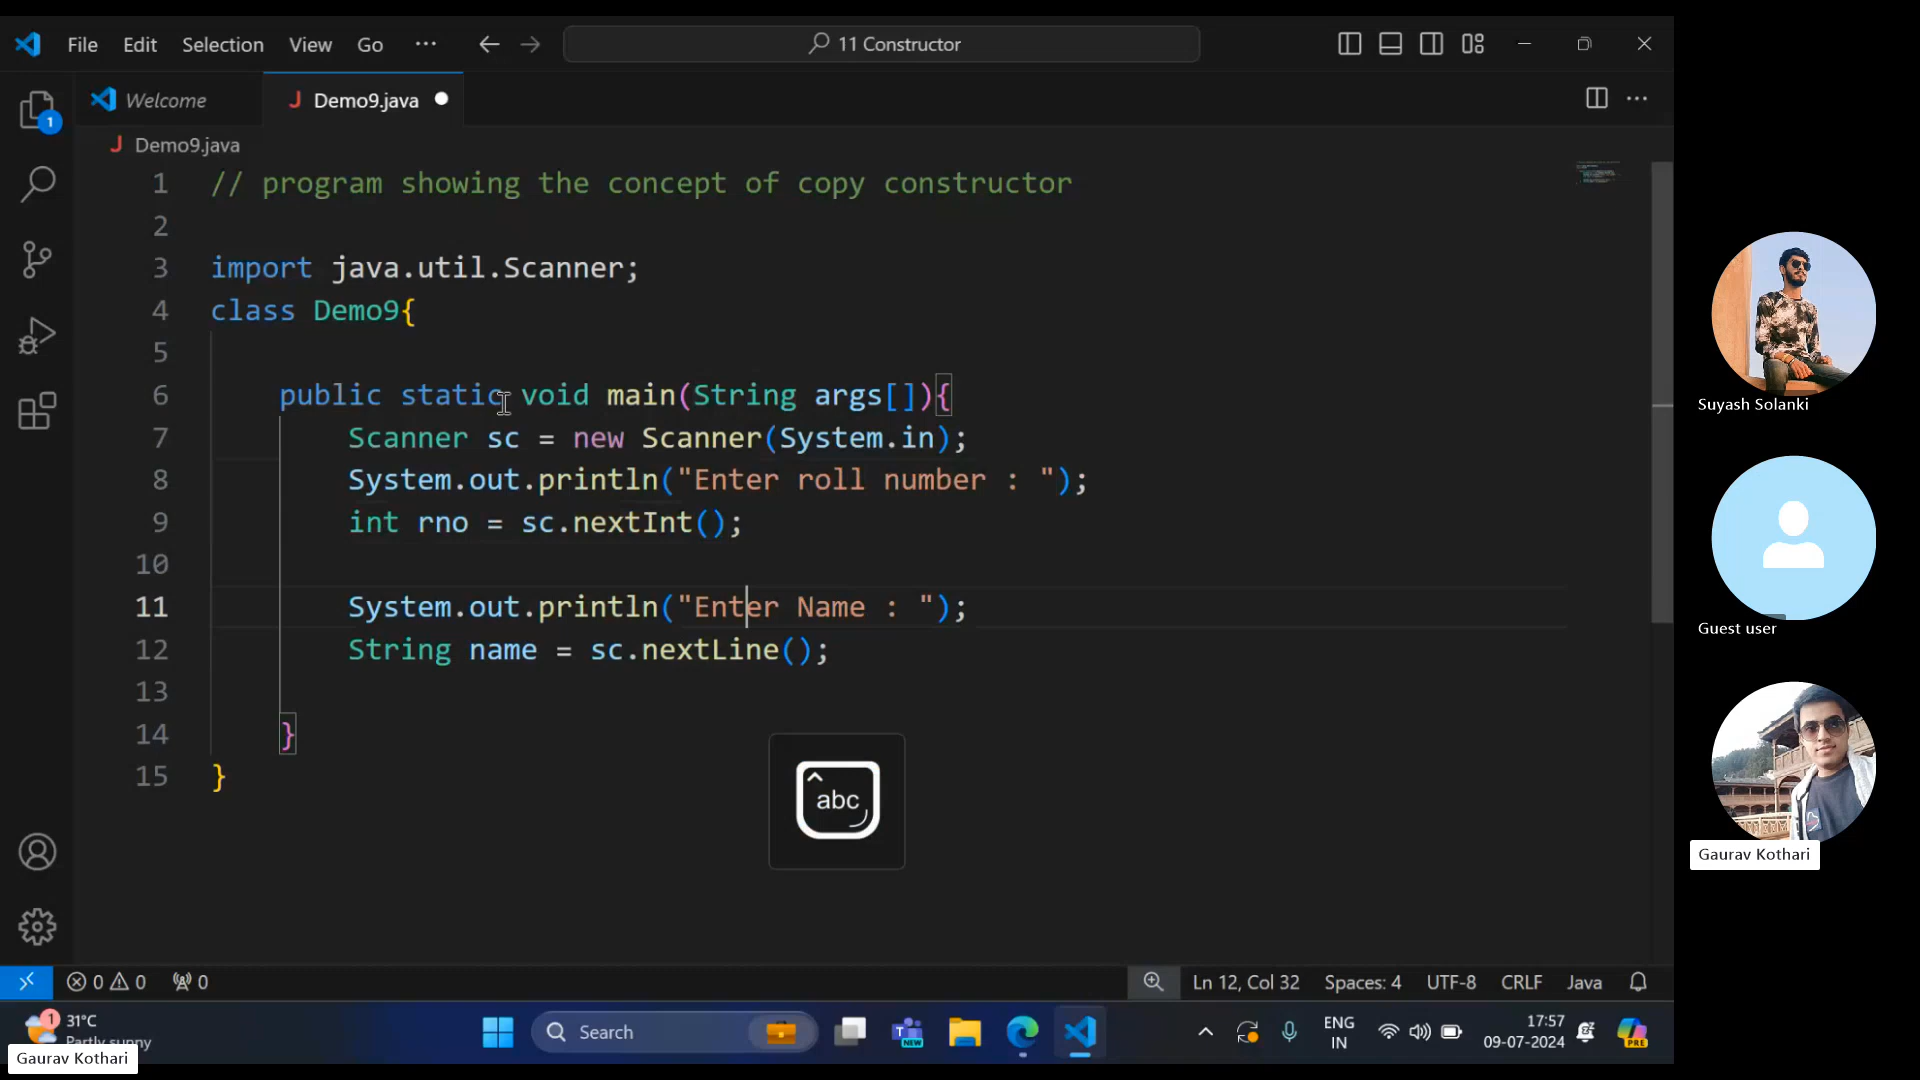 File Edit Selection View Go ··· 11 Constructor
Welcome Demo9.java
1 Demo9.java
1 // program showing the concept of copy constructor
2
3 import java.util.Scanner;
4 class Demo9{
5
6 public static void main(String args[]){
7 Scanner sc = new Scanner(System.in);
8 System.out.println("Enter roll number : ");
9 int rno = sc.nextInt();
10
11 System.out.println("Enter Name : ");
12 String name = sc.nextLine();
13
14 }
15 }
abc
Suyash Solanki
Guest user
Gaurav Kothari
0 0 0 Ln 12, Col 32 Spaces: 4 UTF-8 CRLF Java
1 31°C Search NEW ENG 17:57 PRE
Partly sunny IN 09-07-2024
Gaurav Kothari